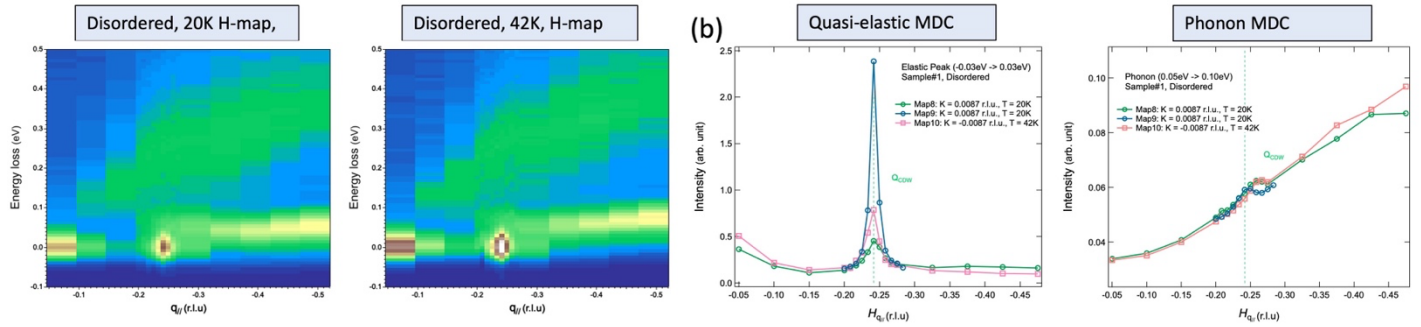 Disordered, 20K H-map,
Disordered, 42K, H-map
(b)
Quasi-elastic MDC
Phonon MDC
Energy loss (eV)
0.5
0.4
0.3
0.2
0.1
0.0
-0.1
-0.1
-0.2
-0.3
-0.4
-0.5
q// (r.l.u)
Energy loss (eV)
0.5
0.4
0.3
0.2
0.1
0.0
-0.1
-0.1
-0.2
-0.3
-0.4
-0.5
q// (r.l.u)
Intensity (arb. unit)
2.5
2.0
1.5
1.0
0.5
0.0
Elastic Peak (-0.03eV -> 0.03eV)
Sample#1, Disordered
Map8: K = 0.0087 r.l.u., T = 20K
Map9: K = 0.0087 r.l.u., T = 20K
Map10: K = -0.0087 r.l.u., T = 42K
QCDW
-0.05
-0.10
-0.15
-0.20
-0.25
-0.30
-0.35
-0.40
-0.45
Hq// (r.l.u)
Intensity (arb. unit)
0.10
0.08
0.06
0.04
Phonon (0.05eV -> 0.10eV)
Sample#1, Disordered
Map8: K = 0.0087 r.l.u., T = 20K
Map9: K = 0.0087 r.l.u., T = 20K
Map10: K = -0.0087 r.l.u., T = 42K
QCDW
-0.05
-0.10
-0.15
-0.20
-0.25
-0.30
-0.35
-0.40
-0.45
Hq// (r.l.u)